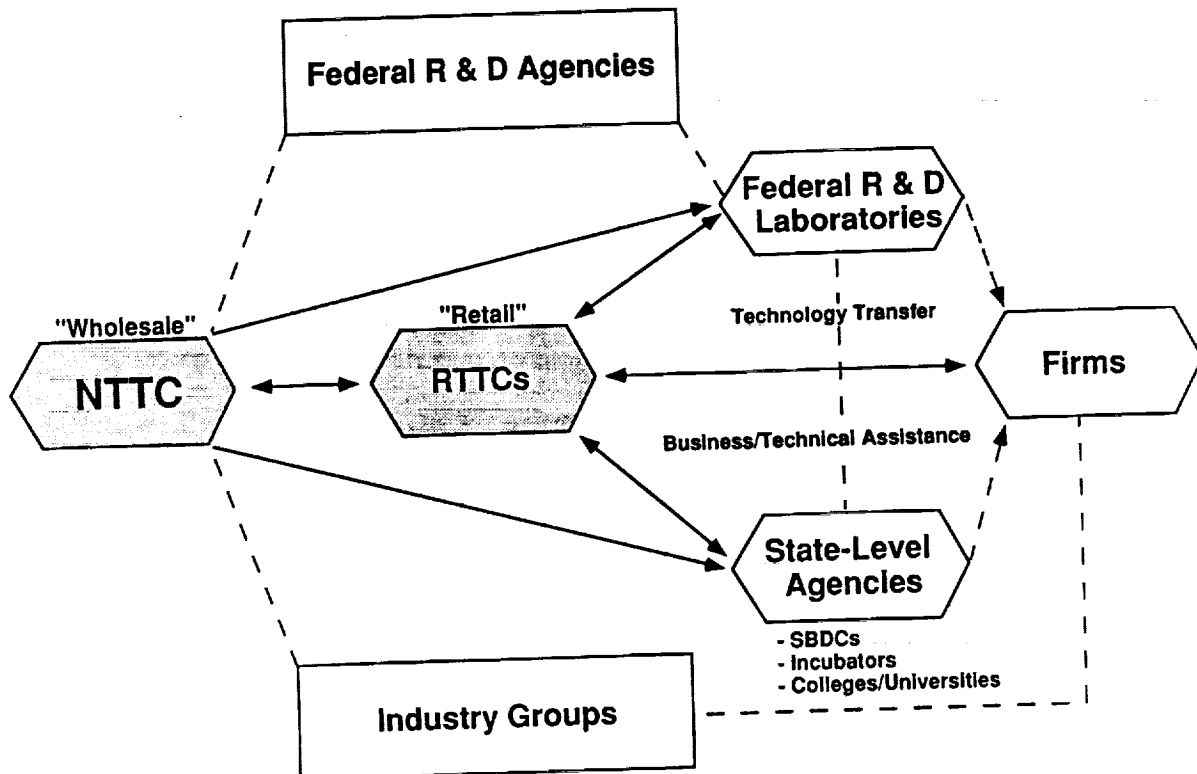 Federal R & D Agencies
Federal R & D
Laboratories
"Wholesale"
"Retail"
Technology Transfer
NTTC
RTTCs
Firms
Business/Technical Assistance
State-Level
Agencies
- SBDCs
- Incubators
- Colleges/Universities
Industry Groups